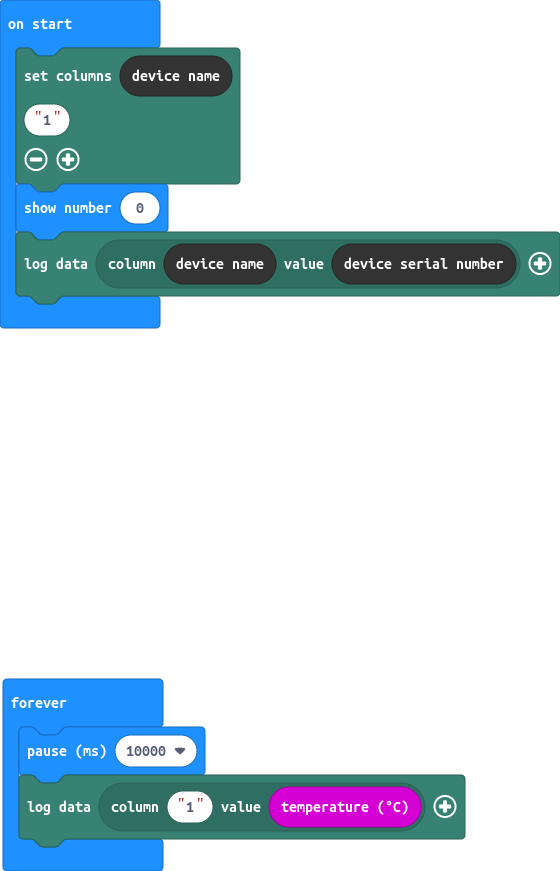 on start
set columns device name
"1"
show number 0
log data column device name value device serial number
forever
pause (ms) 10000
log data column "1" value temperature (°C)